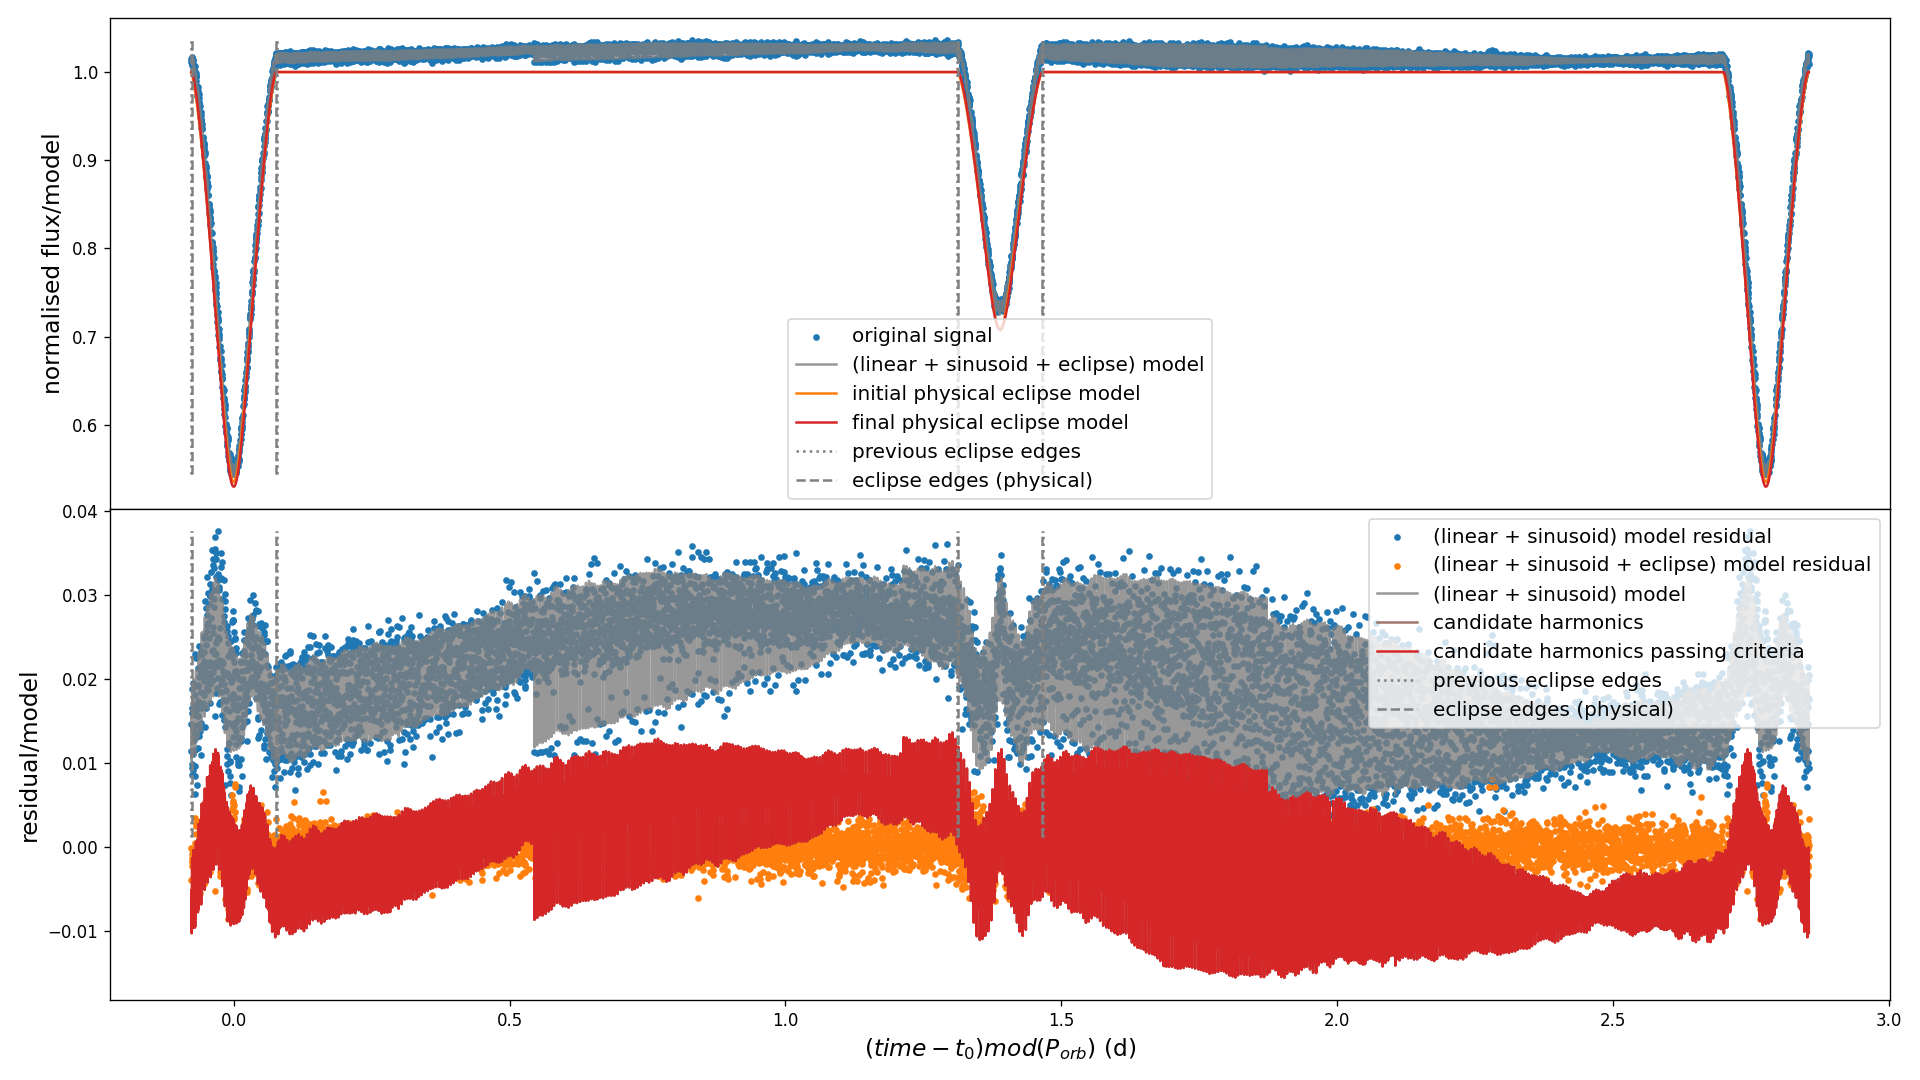 normalised flux/model
1.0
0.9
0.8
0.7
0.6
original signal
(linear + sinusoid + eclipse) model
initial physical eclipse model
final physical eclipse model
previous eclipse edges
eclipse edges (physical)
residual/model
0.04
0.03
0.02
0.01
0.00
−0.01
(linear + sinusoid) model residual
(linear + sinusoid + eclipse) model residual
(linear + sinusoid) model
candidate harmonics
candidate harmonics passing criteria
previous eclipse edges
eclipse edges (physical)
0.0 0.5 1.0 1.5 2.0 2.5 3.0
(time − t₀)mod(P_orb) (d)